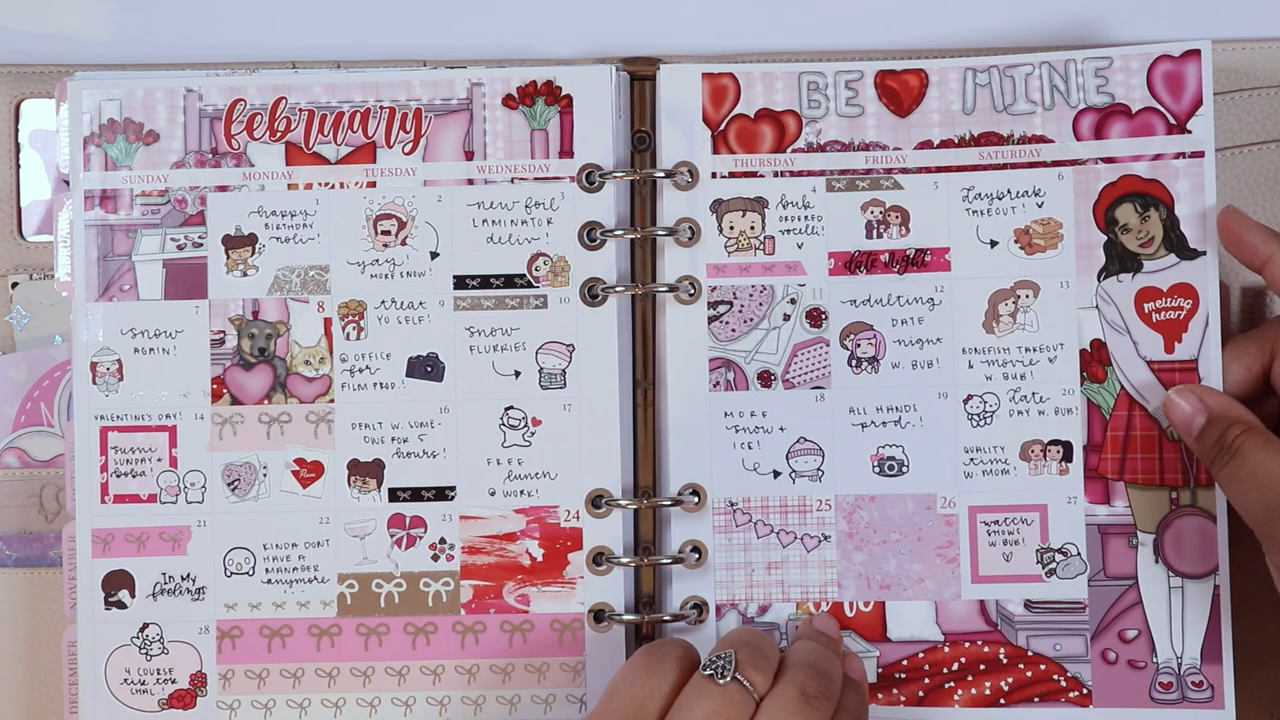 february
BE MINE
SUNDAY MONDAY TUESDAY WEDNESDAY
THURSDAY FRIDAY SATURDAY
1
happy
BIRTHDAY
noli!
2
yay!
MORE SNOW!
3
new foil
LAMINATOR
deliv!
4
bub
ORDERED
vocelli!
5
date night
6
Daybreak
TAKEOUT!
melting
heart
7
snow
AGAIN!
8
9
treat
YO SELF!
@ OFFICE
for
FILM PROD.!
10
SNOW
FLURRIES
11
12
adulting
DATE
night
W. BUB!
13
BONEFISH TAKEOUT
& movie
W. BUB!
VALENTINE'S DAY!
14
sushi
SUNDAY +
boba!
16
DEALT W. SOME-
ONE FOR 5
hours!
17
FREE
lunch
@ WORK!
18
MORE
snow +
ICE!
19
ALL HANDS
prod.!
20
late
DAY W. BUB!
QUALITY
time
W. MOM!
21
In My
feelings
22
KINDA DONT
HAVE A
MANAGER
anymore
23
24
25
26
27
watch
SHOWS
W. BUB!
28
4 COURSE
tik tok
CHAL.!
FEBRUARY
NOVEMBER
DECEMBER